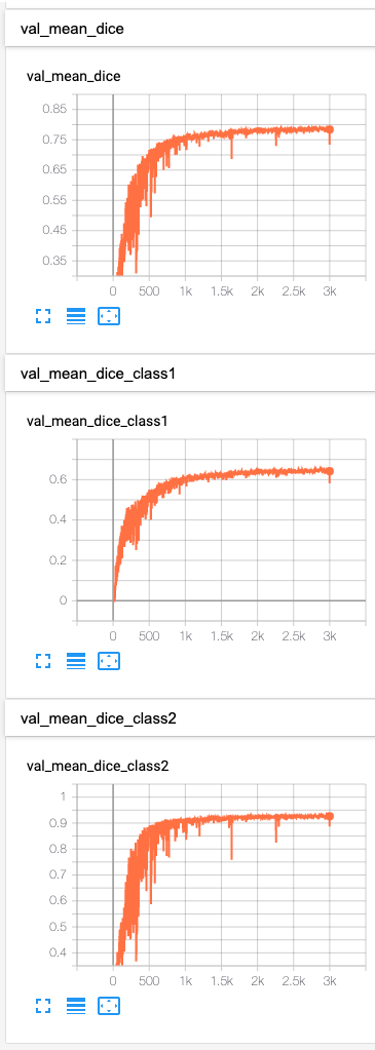 val_mean_dice
val_mean_dice
0.85
0.75
0.65
0.55
0.45
0.35
0 500 1k 1.5k 2k 2.5k 3k
val_mean_dice_class1
val_mean_dice_class1
0.6
0.4
0.2
0
0 500 1k 1.5k 2k 2.5k 3k
val_mean_dice_class2
val_mean_dice_class2
1
0.9
0.8
0.7
0.6
0.5
0.4
0 500 1k 1.5k 2k 2.5k 3k